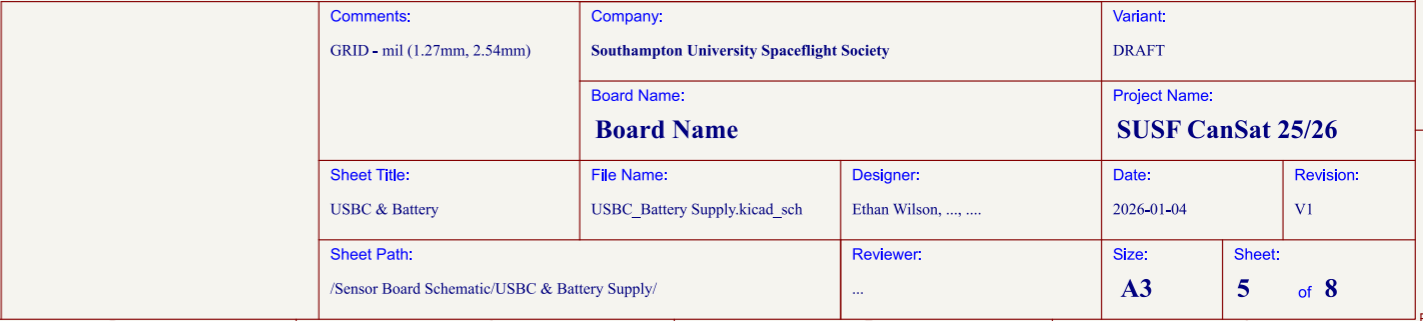 Comments:
GRID - mil (1.27mm, 2.54mm)
Company:
Southampton University Spaceflight Society
Variant:
DRAFT
Board Name:
Board Name
Project Name:
SUSF CanSat 25/26
Sheet Title:
USBC & Battery
File Name:
USBC_Battery Supply.kicad_sch
Designer:
Ethan Wilson, ..., ....
Date:
2026-01-04
Revision:
V1
Sheet Path:
/Sensor Board Schematic/USBC & Battery Supply/
Reviewer:
...
Size:
A3
Sheet:
5 of 8